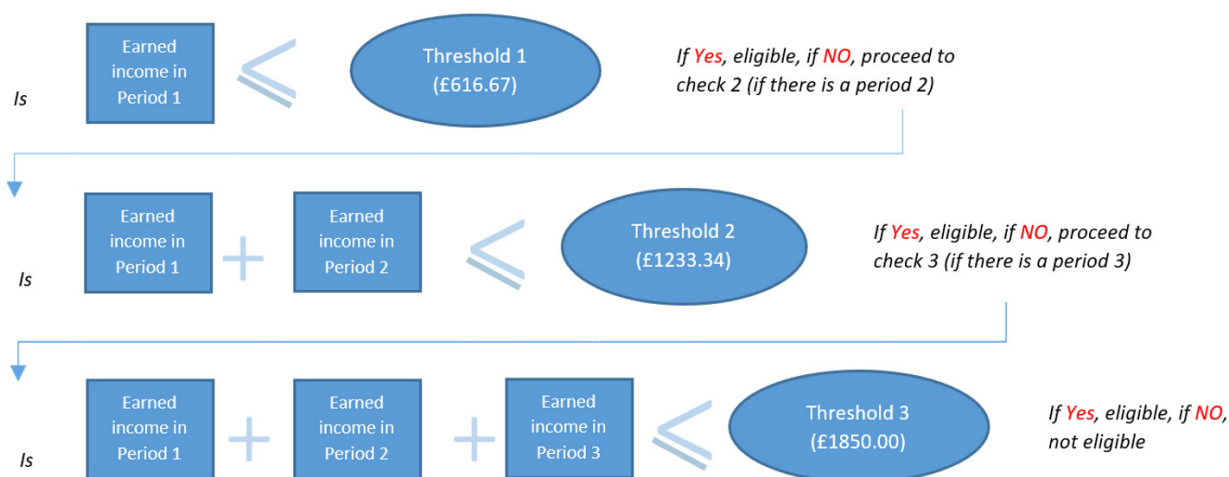 Is
Earned
income in
Period 1
≤
Threshold 1
(£616.67)
If Yes, eligible, if NO, proceed to
check 2 (if there is a period 2)
Is
Earned
income in
Period 1
+
Earned
income in
Period 2
≤
Threshold 2
(£1233.34)
If Yes, eligible, if NO, proceed to
check 3 (if there is a period 3)
Is
Earned
income in
Period 1
+
Earned
income in
Period 2
+
Earned
income in
Period 3
≤
Threshold 3
(£1850.00)
If Yes, eligible, if NO,
not eligible